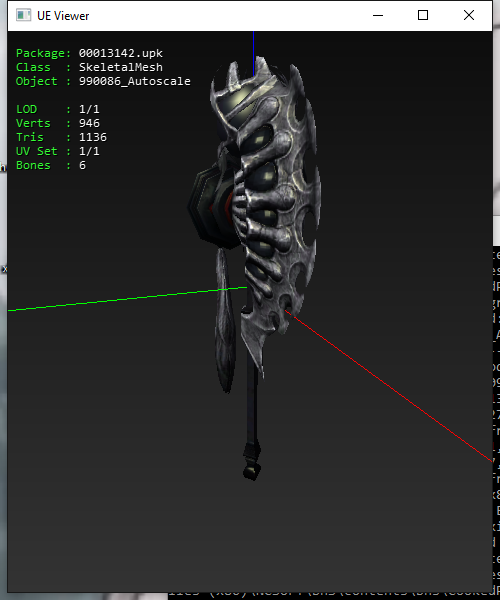 UE Viewer
Package: 00013142.upk
Class : SkeletalMesh
Object : 990086_Autoscale
LOD : 1/1
Verts : 946
Tris : 1136
UV Set : 1/1
Bones : 6